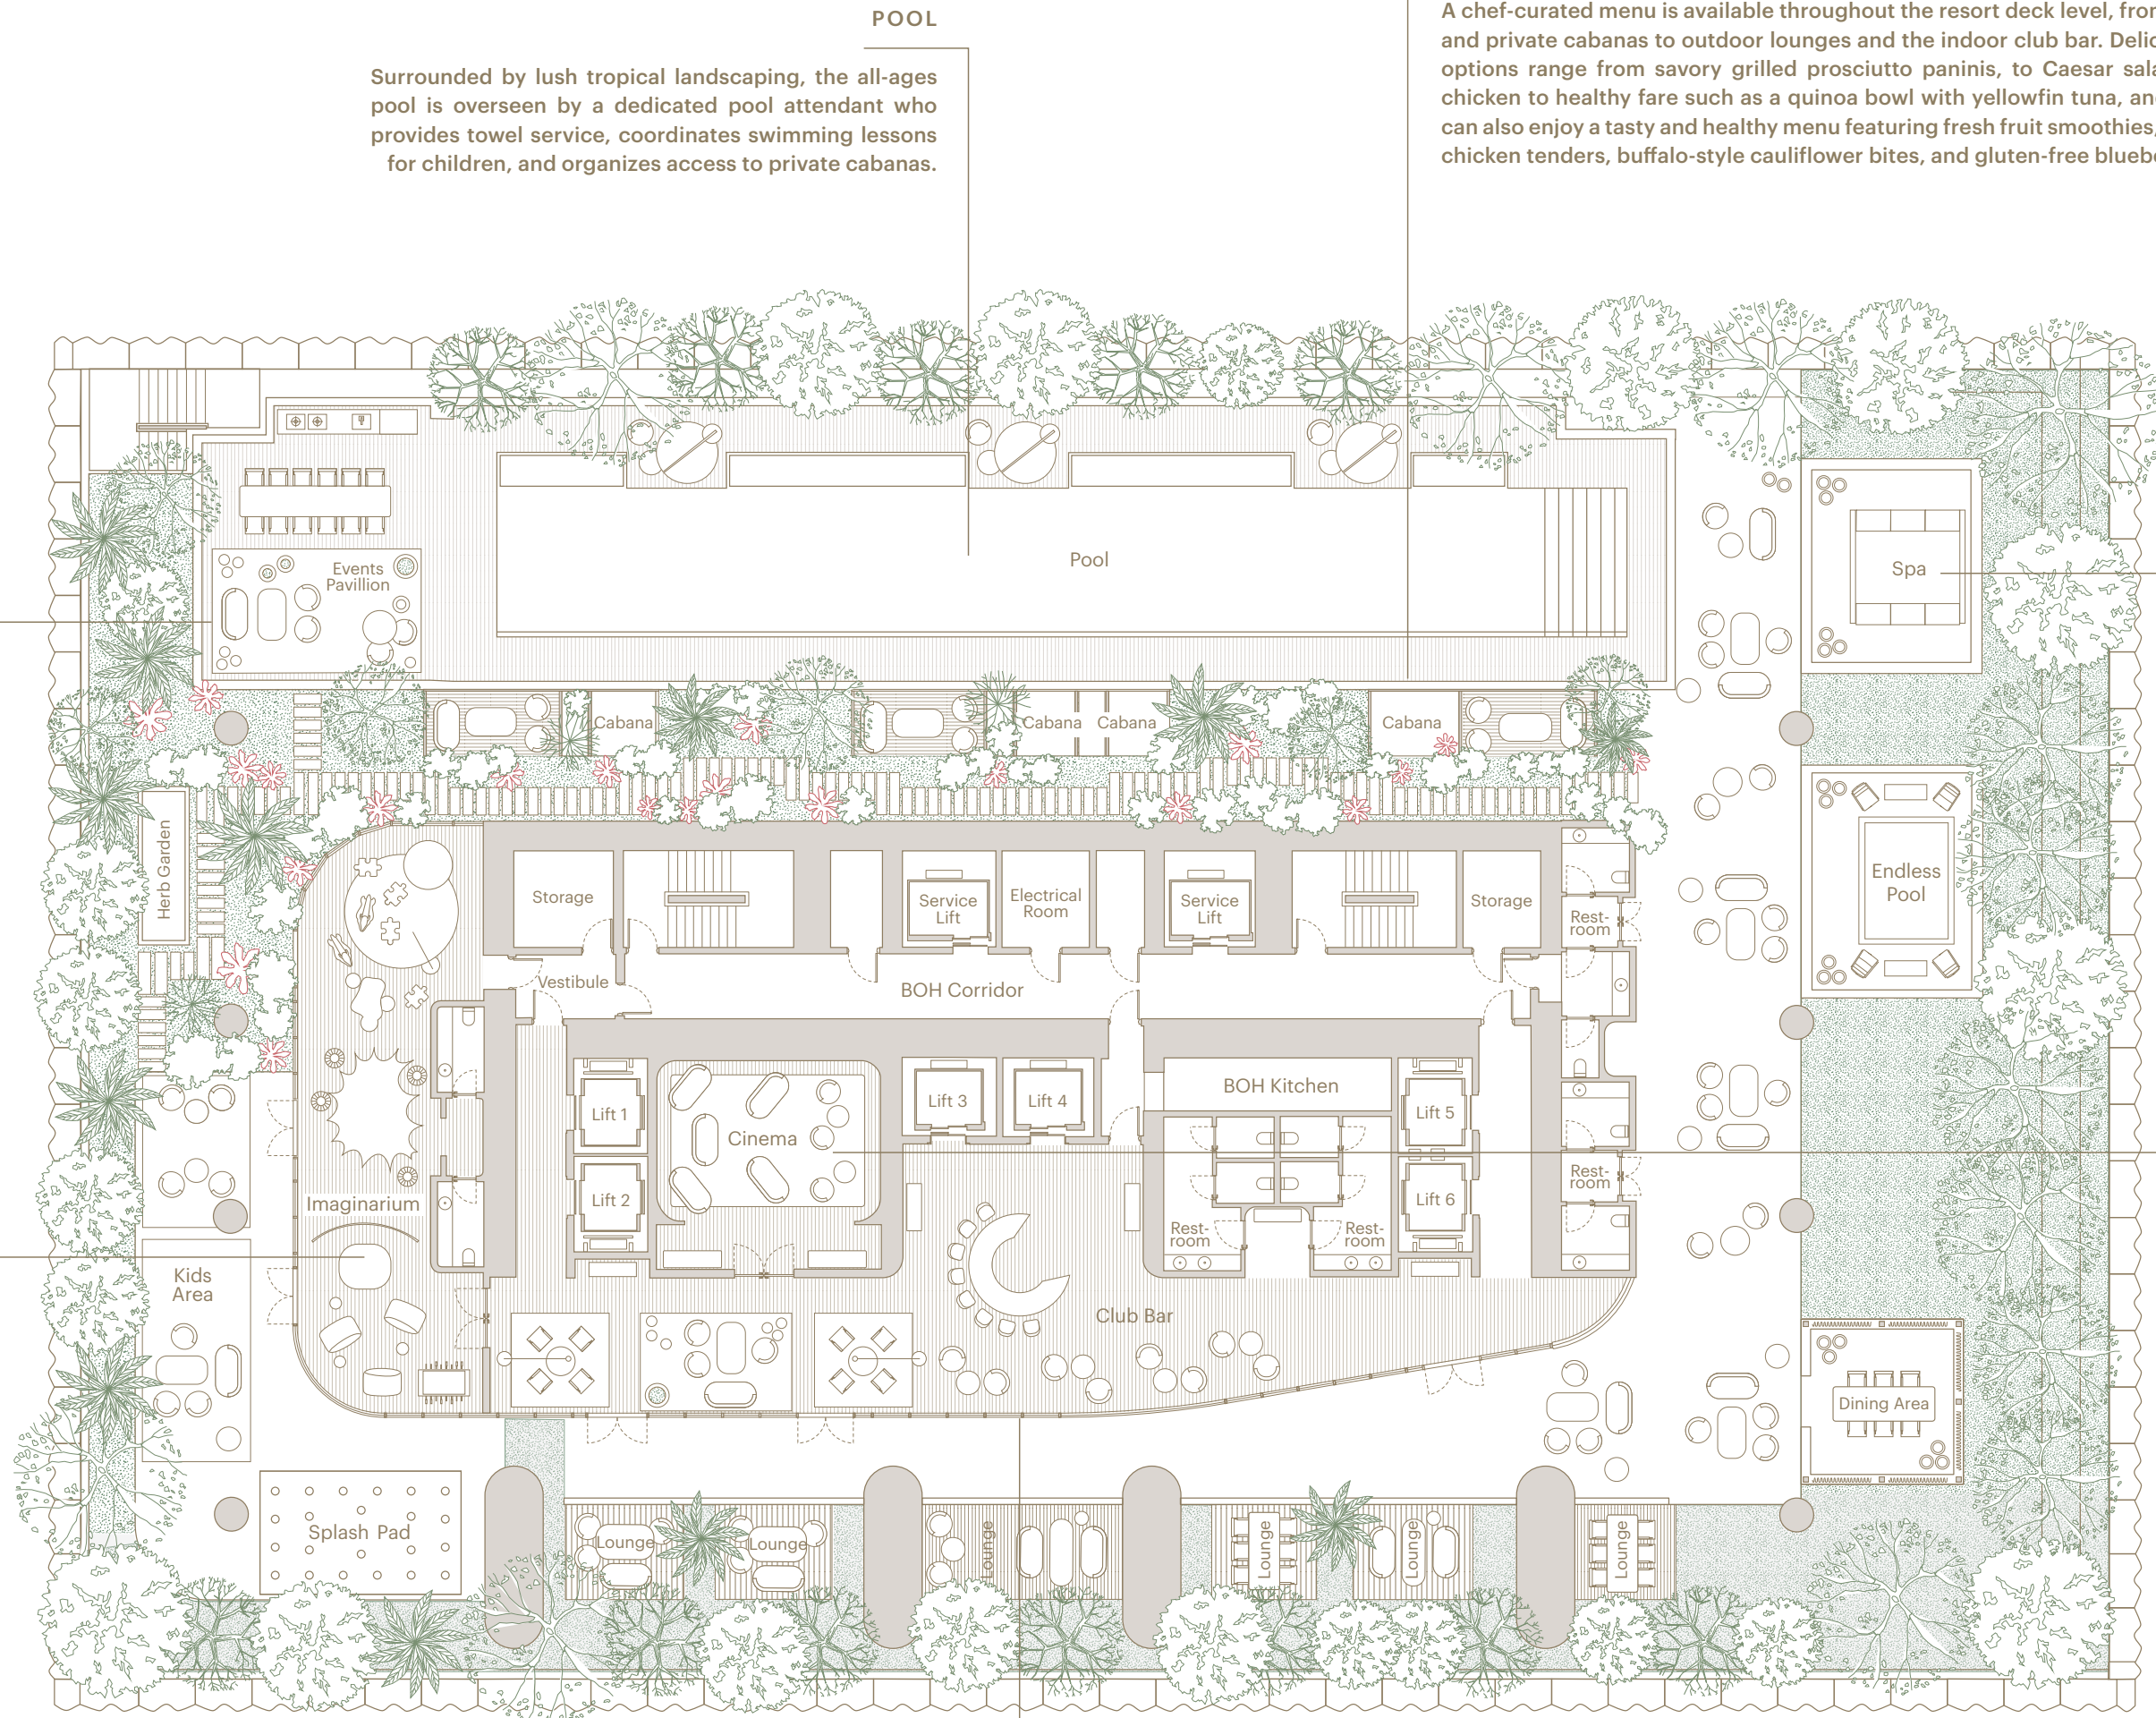 POOL
Surrounded by lush tropical landscaping, the all-ages
pool is overseen by a dedicated pool attendant who
provides towel service, coordinates swimming lessons
for children, and organizes access to private cabanas.
A chef-curated menu is available throughout the resort deck level,
and private cabanas to outdoor lounges and the indoor club bar.
options range from savory grilled prosciutto paninis, to Caesar
chicken to healthy fare such as a quinoa bowl with yellowfin tuna,
can also enjoy a tasty and healthy menu featuring fresh fruit smoothies,
chicken tenders, buffalo-style cauliflower bites, and gluten-free
Events
Pavillion
Pool
Spa
Cabana
Cabana
Cabana
Cabana
Herb Garden
Storage
Service
Lift
Electrical
Room
Service
Lift
Storage
Rest-
room
Endless
Pool
Vestibule
BOH Corridor
Lift 1
Cinema
Lift 3
Lift 4
BOH Kitchen
Lift 5
Imaginarium
Lift 2
Lift 6
Rest-
room
Rest-
room
Rest-
room
Kids
Area
Club Bar
Dining Area
Splash Pad
Lounge
Lounge
Lounge
Lounge
Lounge
Lounge